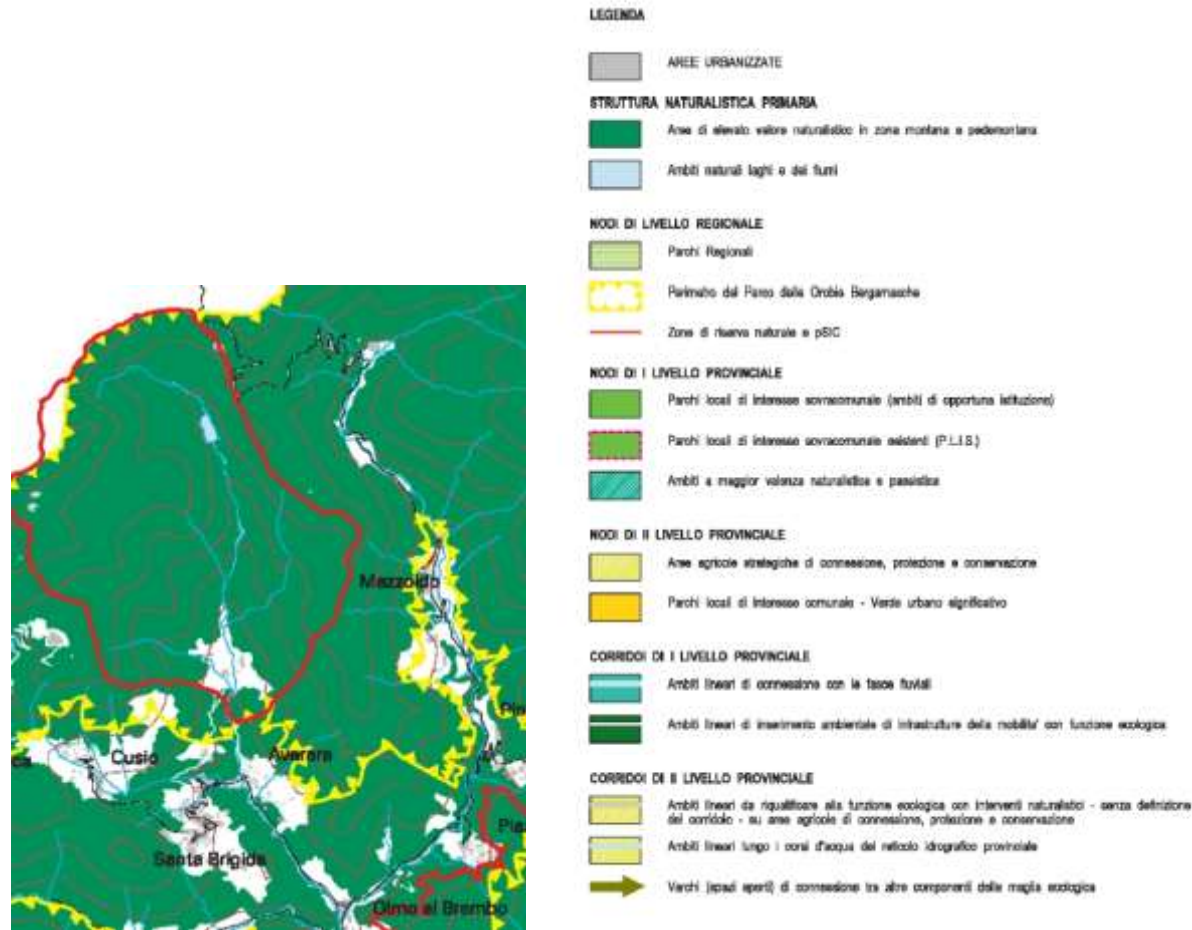 LEGENDA
AREE URBANIZZATE
STRUTTURA NATURALISTICA PRIMARIA
Aree di elevato valore naturalistico in zona montana e pedemontana
Ambiti naturali laghi e dei fiumi
NODI DI LIVELLO REGIONALE
Parchi Regionali
Perimetro del Parco delle Orobie Bergamasche
Zone di riserva naturale e pSIC
NODI DI I LIVELLO PROVINCIALE
Parchi locali di interesse sovracomunale (ambiti di opportuna istituzione)
Parchi locali di interesse sovracomunale esistenti (P.L.I.S.)
Ambiti a maggior valenza naturalistica e paesistica
NODI DI II LIVELLO PROVINCIALE
Aree agricole strategiche di connessione, protezione e conservazione
Parchi locali di interesse comunale - Verde urbano significativo
CORRIDOI DI I LIVELLO PROVINCIALE
Ambiti lineari di connessione con le fasce fluviali
Ambiti lineari di inserimento ambientale di infrastrutture della mobilita' con funzione ecologica
CORRIDOI DI II LIVELLO PROVINCIALE
Ambiti lineari da riqualificare alla funzione ecologica con interventi naturalistici - senza definizione
del corridoio - su aree agricole di connessione, protezione e conservazione
Ambiti lineari lungo i corsi d'acqua del reticolo idrografico provinciale
Varchi (spazi aperti) di connessione tra altre componenti della maglia ecologica
Mezzoldo
Cusio
Averara
Santa Brigida
Olmo al Brembo